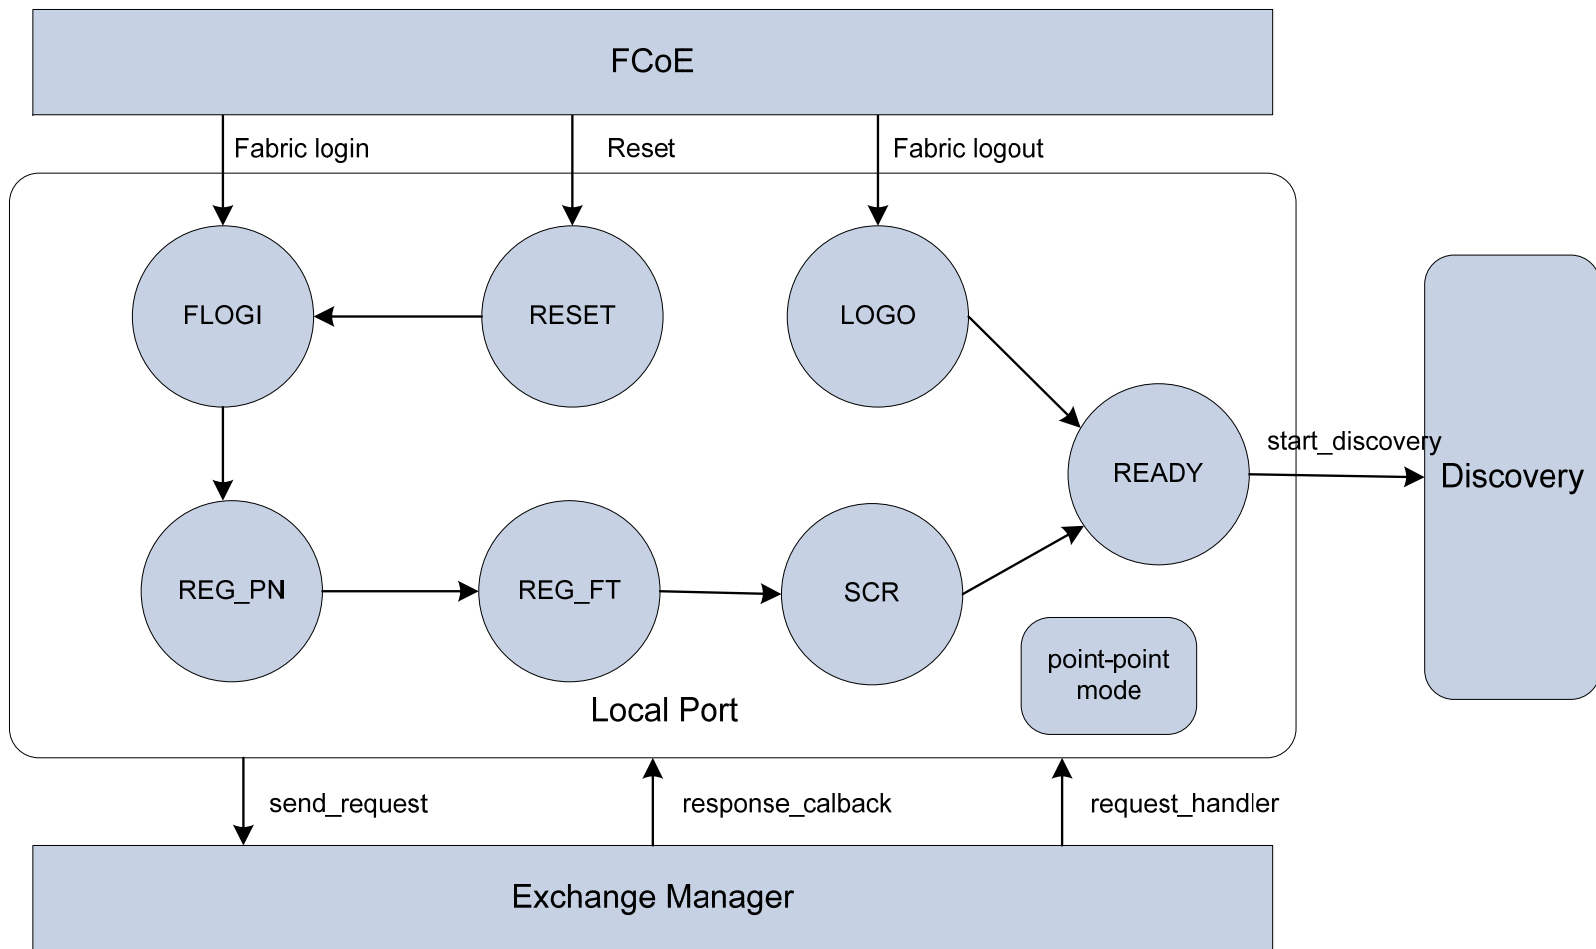 FCoE
Fabric login
Reset
Fabric logout
FLOGI
RESET
LOGO
READY
start_discovery
Discovery
REG_PN
REG_FT
SCR
point-point
mode
Local Port
send_request
response_calback
request_handler
Exchange Manager